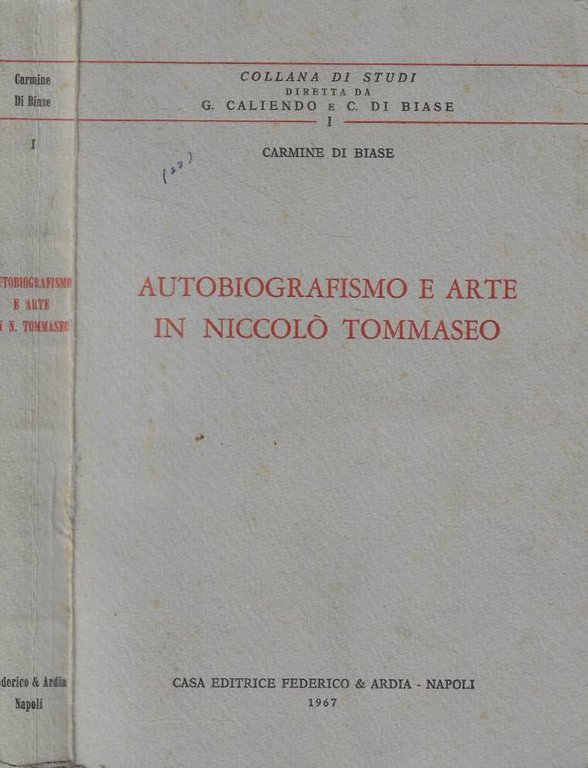 Carmine
Di Biase
I
AUTOBIOGRAFISMO
E ARTE
IN N. TOMMASEO
Federico & Ardia
Napoli
COLLANA DI STUDI
DIRETTA DA
G. CALIENDO E C. DI BIASE
I
CARMINE DI BIASE
AUTOBIOGRAFISMO E ARTE
IN NICCOLÒ TOMMASEO
CASA EDITRICE FEDERICO & ARDIA - NAPOLI
1967